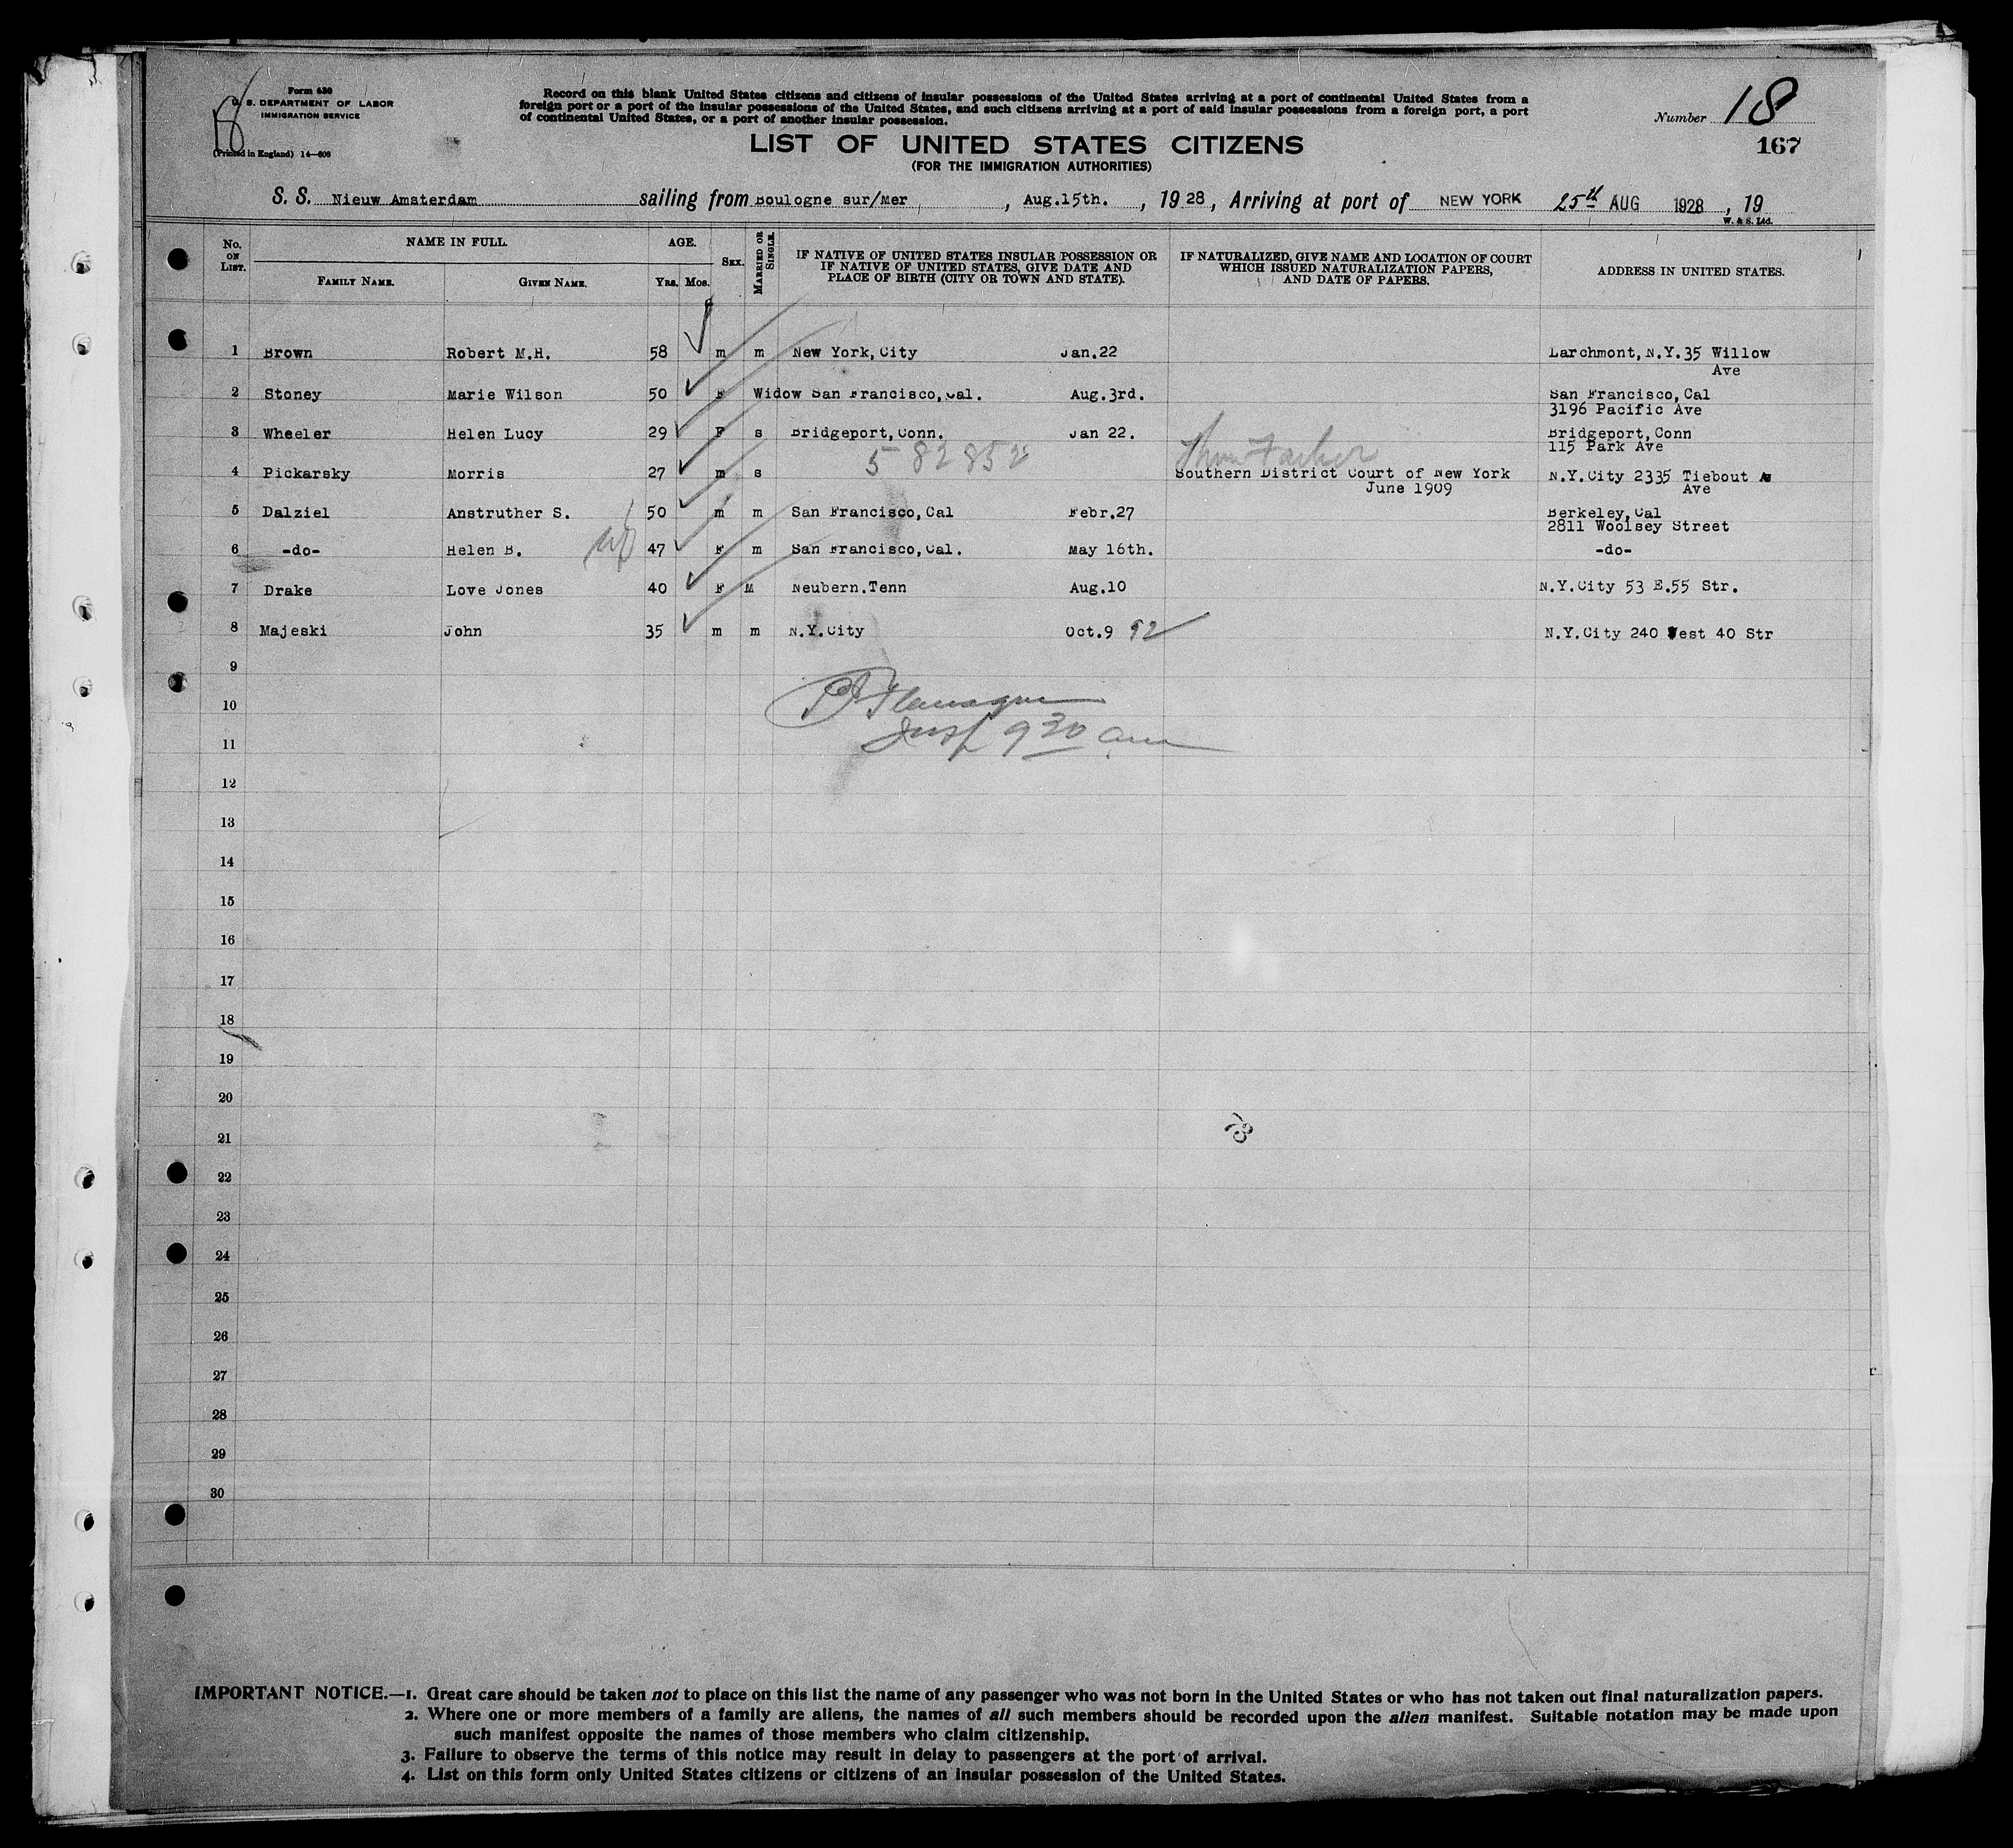 Form 630
U. S. DEPARTMENT OF LABOR
IMMIGRATION SERVICE
(Printed in England) 14—608
18
Record on this blank United States citizens and citizens of insular possessions of the United States arriving at a port of continental United States from a
foreign port or a port of the insular possessions of the United States, and such citizens arriving at a port of said insular possessions from a foreign port, a port
of continental United States, or a port of another insular possession.
Number 18
167
LIST OF UNITED STATES CITIZENS
(FOR THE IMMIGRATION AUTHORITIES)
S. S. Nieuw Amsterdam sailing from Boulogne sur/Mer, Aug.15th., 1928, Arriving at port of NEW YORK 25th AUG 1928, 19
W. & S. Ltd.
No. ON LIST. NAME IN FULL. AGE. SEX. MARRIED OR SINGLE. IF NATIVE OF UNITED STATES INSULAR POSSESSION OR IF NATIVE OF UNITED STATES, GIVE DATE AND PLACE OF BIRTH (CITY OR TOWN AND STATE). IF NATURALIZED, GIVE NAME AND LOCATION OF COURT WHICH ISSUED NATURALIZATION PAPERS, AND DATE OF PAPERS. ADDRESS IN UNITED STATES.
FAMILY NAME. GIVEN NAME. YRS. MOS.
1 Brown Robert M.H. 58 m m New York, City Jan.22 Larchmont, N.Y. 35 Willow
Ave
2 Stoney Marie Wilson 50 F Widow San Francisco, Cal. Aug.3rd. San Francisco, Cal
3196 Pacific Ave
3 Wheeler Helen Lucy 29 F s Bridgeport, Conn. Jan 22. Bridgeport, Conn
115 Park Ave
582852
4 Pickarsky Morris 27 m s Southern District Court of New York N.Y.City 2335 Tiebout
June 1909 Ave
5 Dalziel Anstruther S. 50 m m San Francisco, Cal Febr.27 Berkeley, Cal
2811 Woolsey Street
6 -do- Helen B. 47 F m San Francisco, Cal. May 16th. -do-
7 Drake Love Jones 40 F M Neubern.Tenn Aug.10 N.Y.City 53 E.55 Str.
8 Majeski John 35 m m N.Y.City Oct.9 92 N.Y.City 240 West 40 Str
9
10
Flanagan
11
Insp 9 30 am
12
13
14
15
16
17
18
19
20
21
22
23
24
25
26
27
28
29
30
IMPORTANT NOTICE.—1. Great care should be taken not to place on this list the name of any passenger who was not born in the United States or who has not taken out final naturalization papers.
2. Where one or more members of a family are aliens, the names of all such members should be recorded upon the alien manifest. Suitable notation may be made upon
such manifest opposite the names of those members who claim citizenship.
3. Failure to observe the terms of this notice may result in delay to passengers at the port of arrival.
4. List on this form only United States citizens or citizens of an insular possession of the United States.